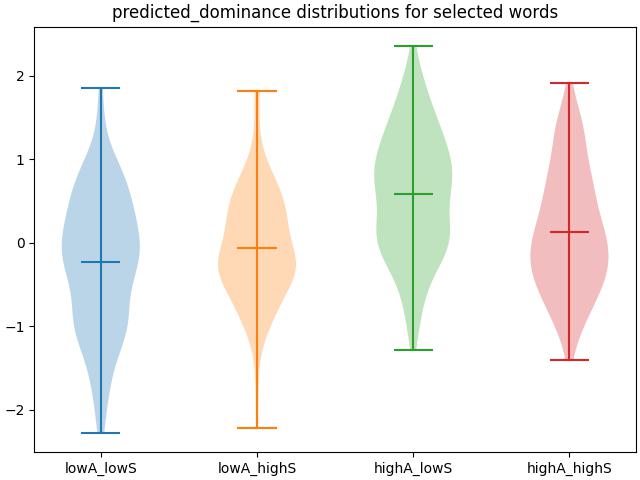 predicted_dominance distributions for selected words
2
1
0
−1
−2
lowA_lowS
lowA_highS
highA_lowS
highA_highS